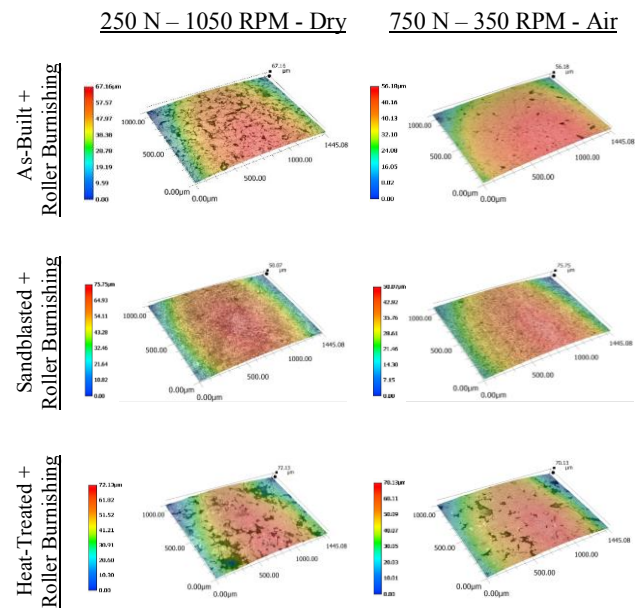 250 N – 1050 RPM - Dry
750 N – 350 RPM - Air
As-Built +
Roller Burnishing
67.16µm
57.57
47.97
38.38
28.78
19.19
9.59
0.00
67.15
µm
1000.00
500.00
0.00µm
0.00µm
500.00
1000.00
1445.08
56.18µm
48.16
40.13
32.10
24.08
16.05
8.02
0.00
56.18
µm
1000.00
500.00
0.00µm
0.00µm
500.00
1000.00
1445.08
Sandblasted +
Roller Burnishing
75.75µm
64.93
54.11
43.28
32.46
21.64
10.82
0.00
50.07
µm
1000.00
500.00
0.00µm
0.00µm
500.00
1000.00
1445.08
50.07µm
42.92
35.76
28.61
21.46
14.30
7.15
0.00
75.75
µm
1000.00
500.00
0.00µm
0.00µm
500.00
1000.00
1445.08
Heat-Treated +
Roller Burnishing
72.13µm
61.82
51.52
41.21
30.91
20.60
10.30
0.00
72.13
µm
1000.00
500.00
0.00µm
0.00µm
500.00
1000.00
1445.08
70.13µm
60.11
50.09
40.07
30.05
20.03
10.01
0.00
70.13
µm
1000.00
500.00
0.00µm
0.00µm
500.00
1000.00
1445.08